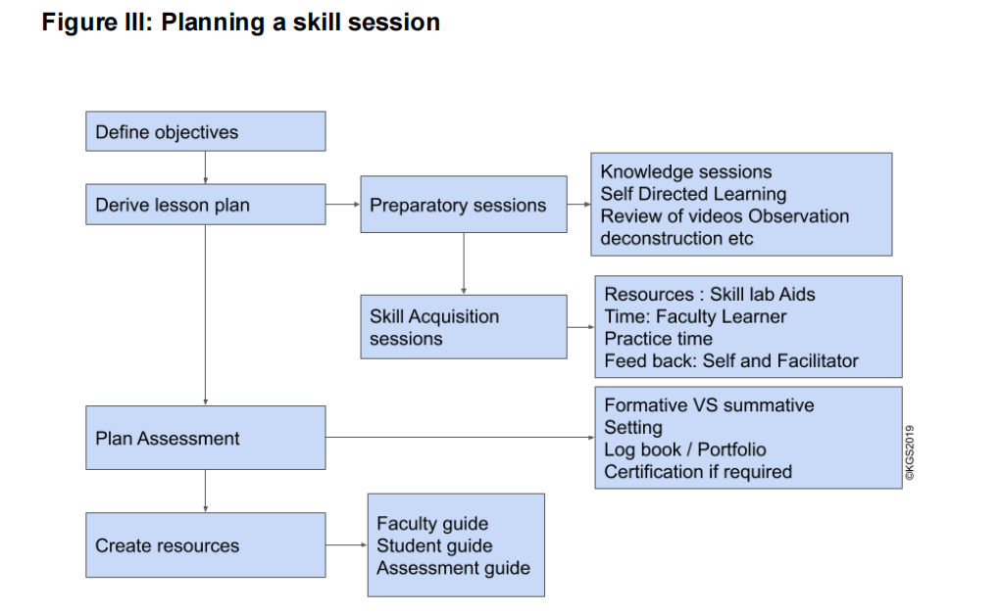 Figure III: Planning a skill session
Define objectives
Derive lesson plan
Preparatory sessions
Knowledge sessions
Self Directed Learning
Review of videos Observation
deconstruction etc
Skill Acquisition
sessions
Resources : Skill lab Aids
Time: Faculty Learner
Practice time
Feed back: Self and Facilitator
Plan Assessment
Formative VS summative
Setting
Log book / Portfolio
Certification if required
©KGS2019
Create resources
Faculty guide
Student guide
Assessment guide